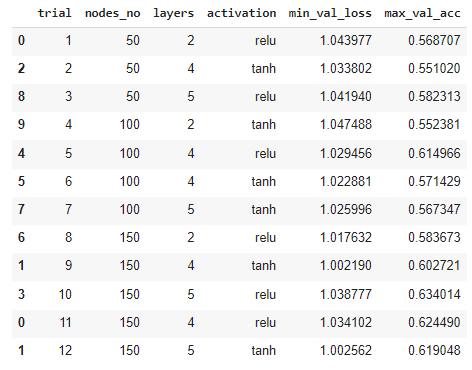 trial nodes_no layers activation min_val_loss max_val_acc
0 1 50 2 relu 1.043977 0.568707
2 2 50 4 tanh 1.033802 0.551020
8 3 50 5 relu 1.041940 0.582313
9 4 100 2 tanh 1.047488 0.552381
4 5 100 4 relu 1.029456 0.614966
5 6 100 4 tanh 1.022881 0.571429
7 7 100 5 tanh 1.025996 0.567347
6 8 150 2 relu 1.017632 0.583673
1 9 150 4 tanh 1.002190 0.602721
3 10 150 5 relu 1.038777 0.634014
0 11 150 4 relu 1.034102 0.624490
1 12 150 5 tanh 1.002562 0.619048